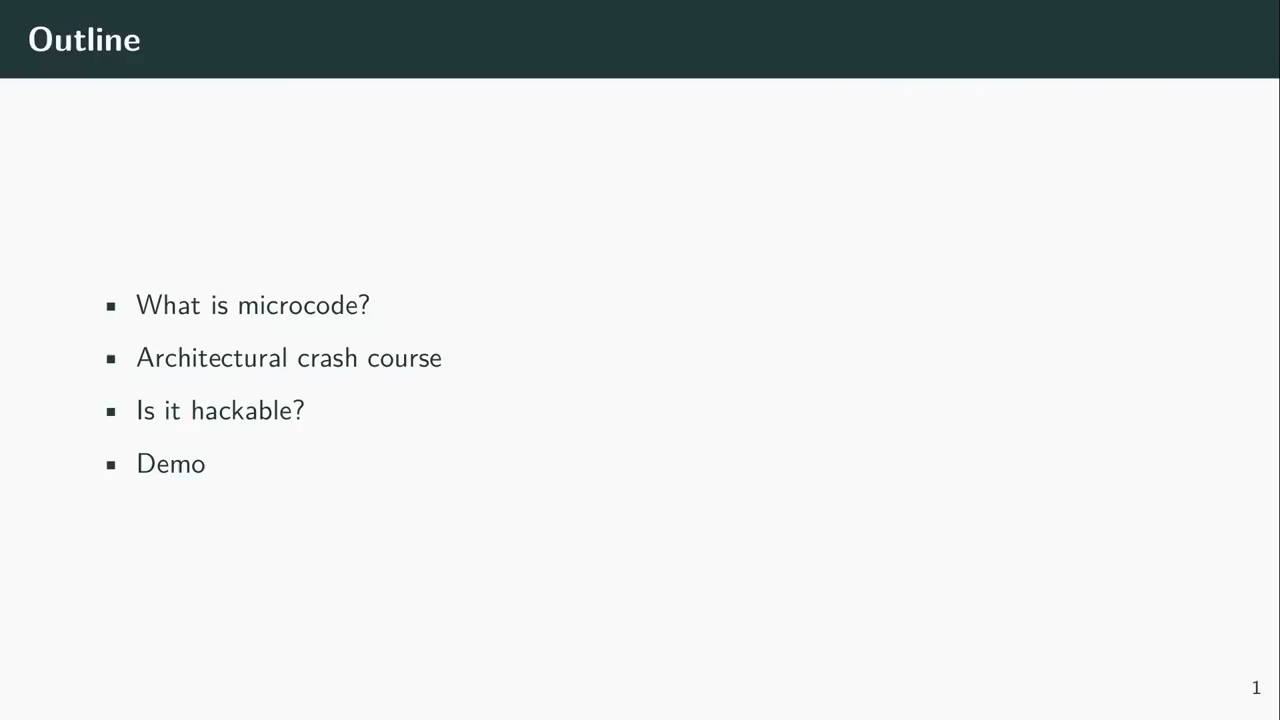 Outline
▪ What is microcode?
▪ Architectural crash course
▪ Is it hackable?
▪ Demo
1